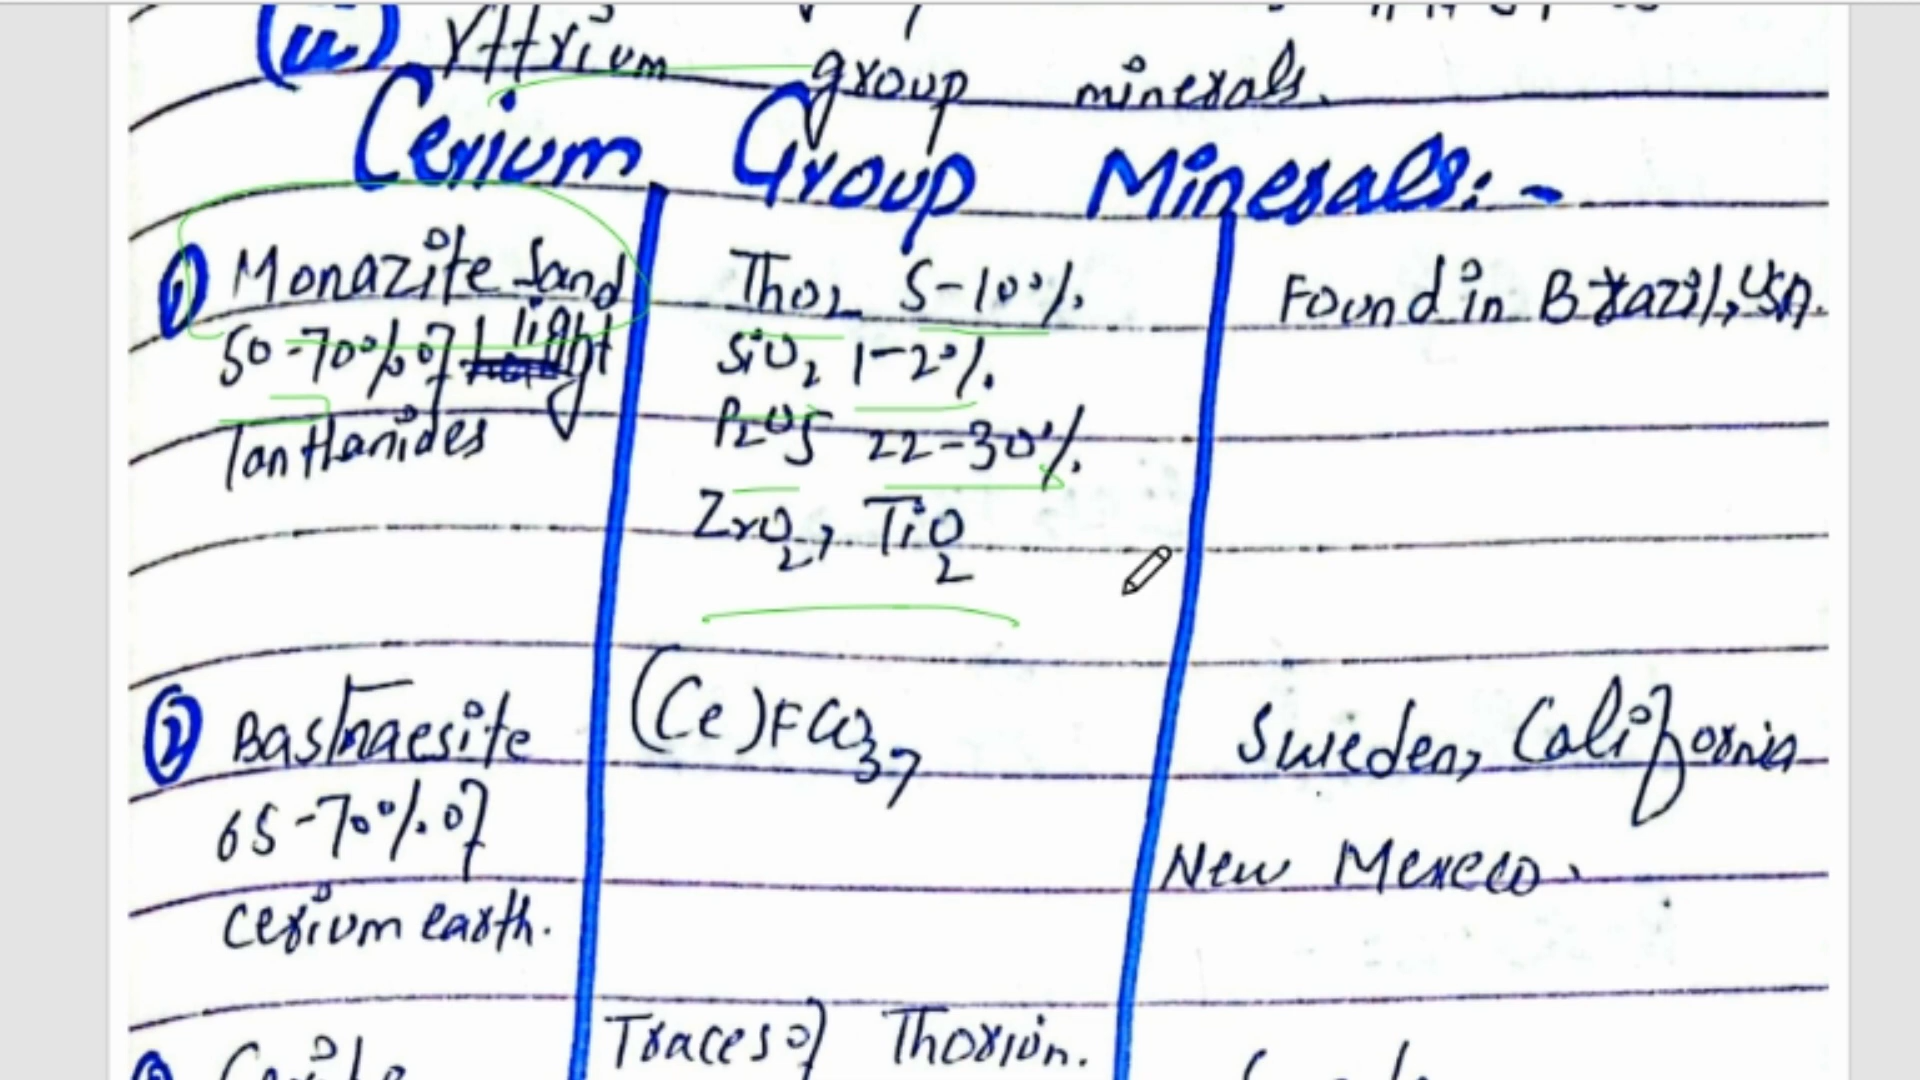 (ii) Yttrium group minerals.
Cerium Group Minerals:-
① Monazite Sand ThO2 5-10%. Found in Brazil, USA.
50-70% of light SiO2 1-2%.
lanthanides P2O5 22-30%.
ZrO2, TiO2
② Bastnaesite (Ce)FCO3, Sweden, California
65-70% of New Mexeco.
cerium earth.
Traces of Thorium.